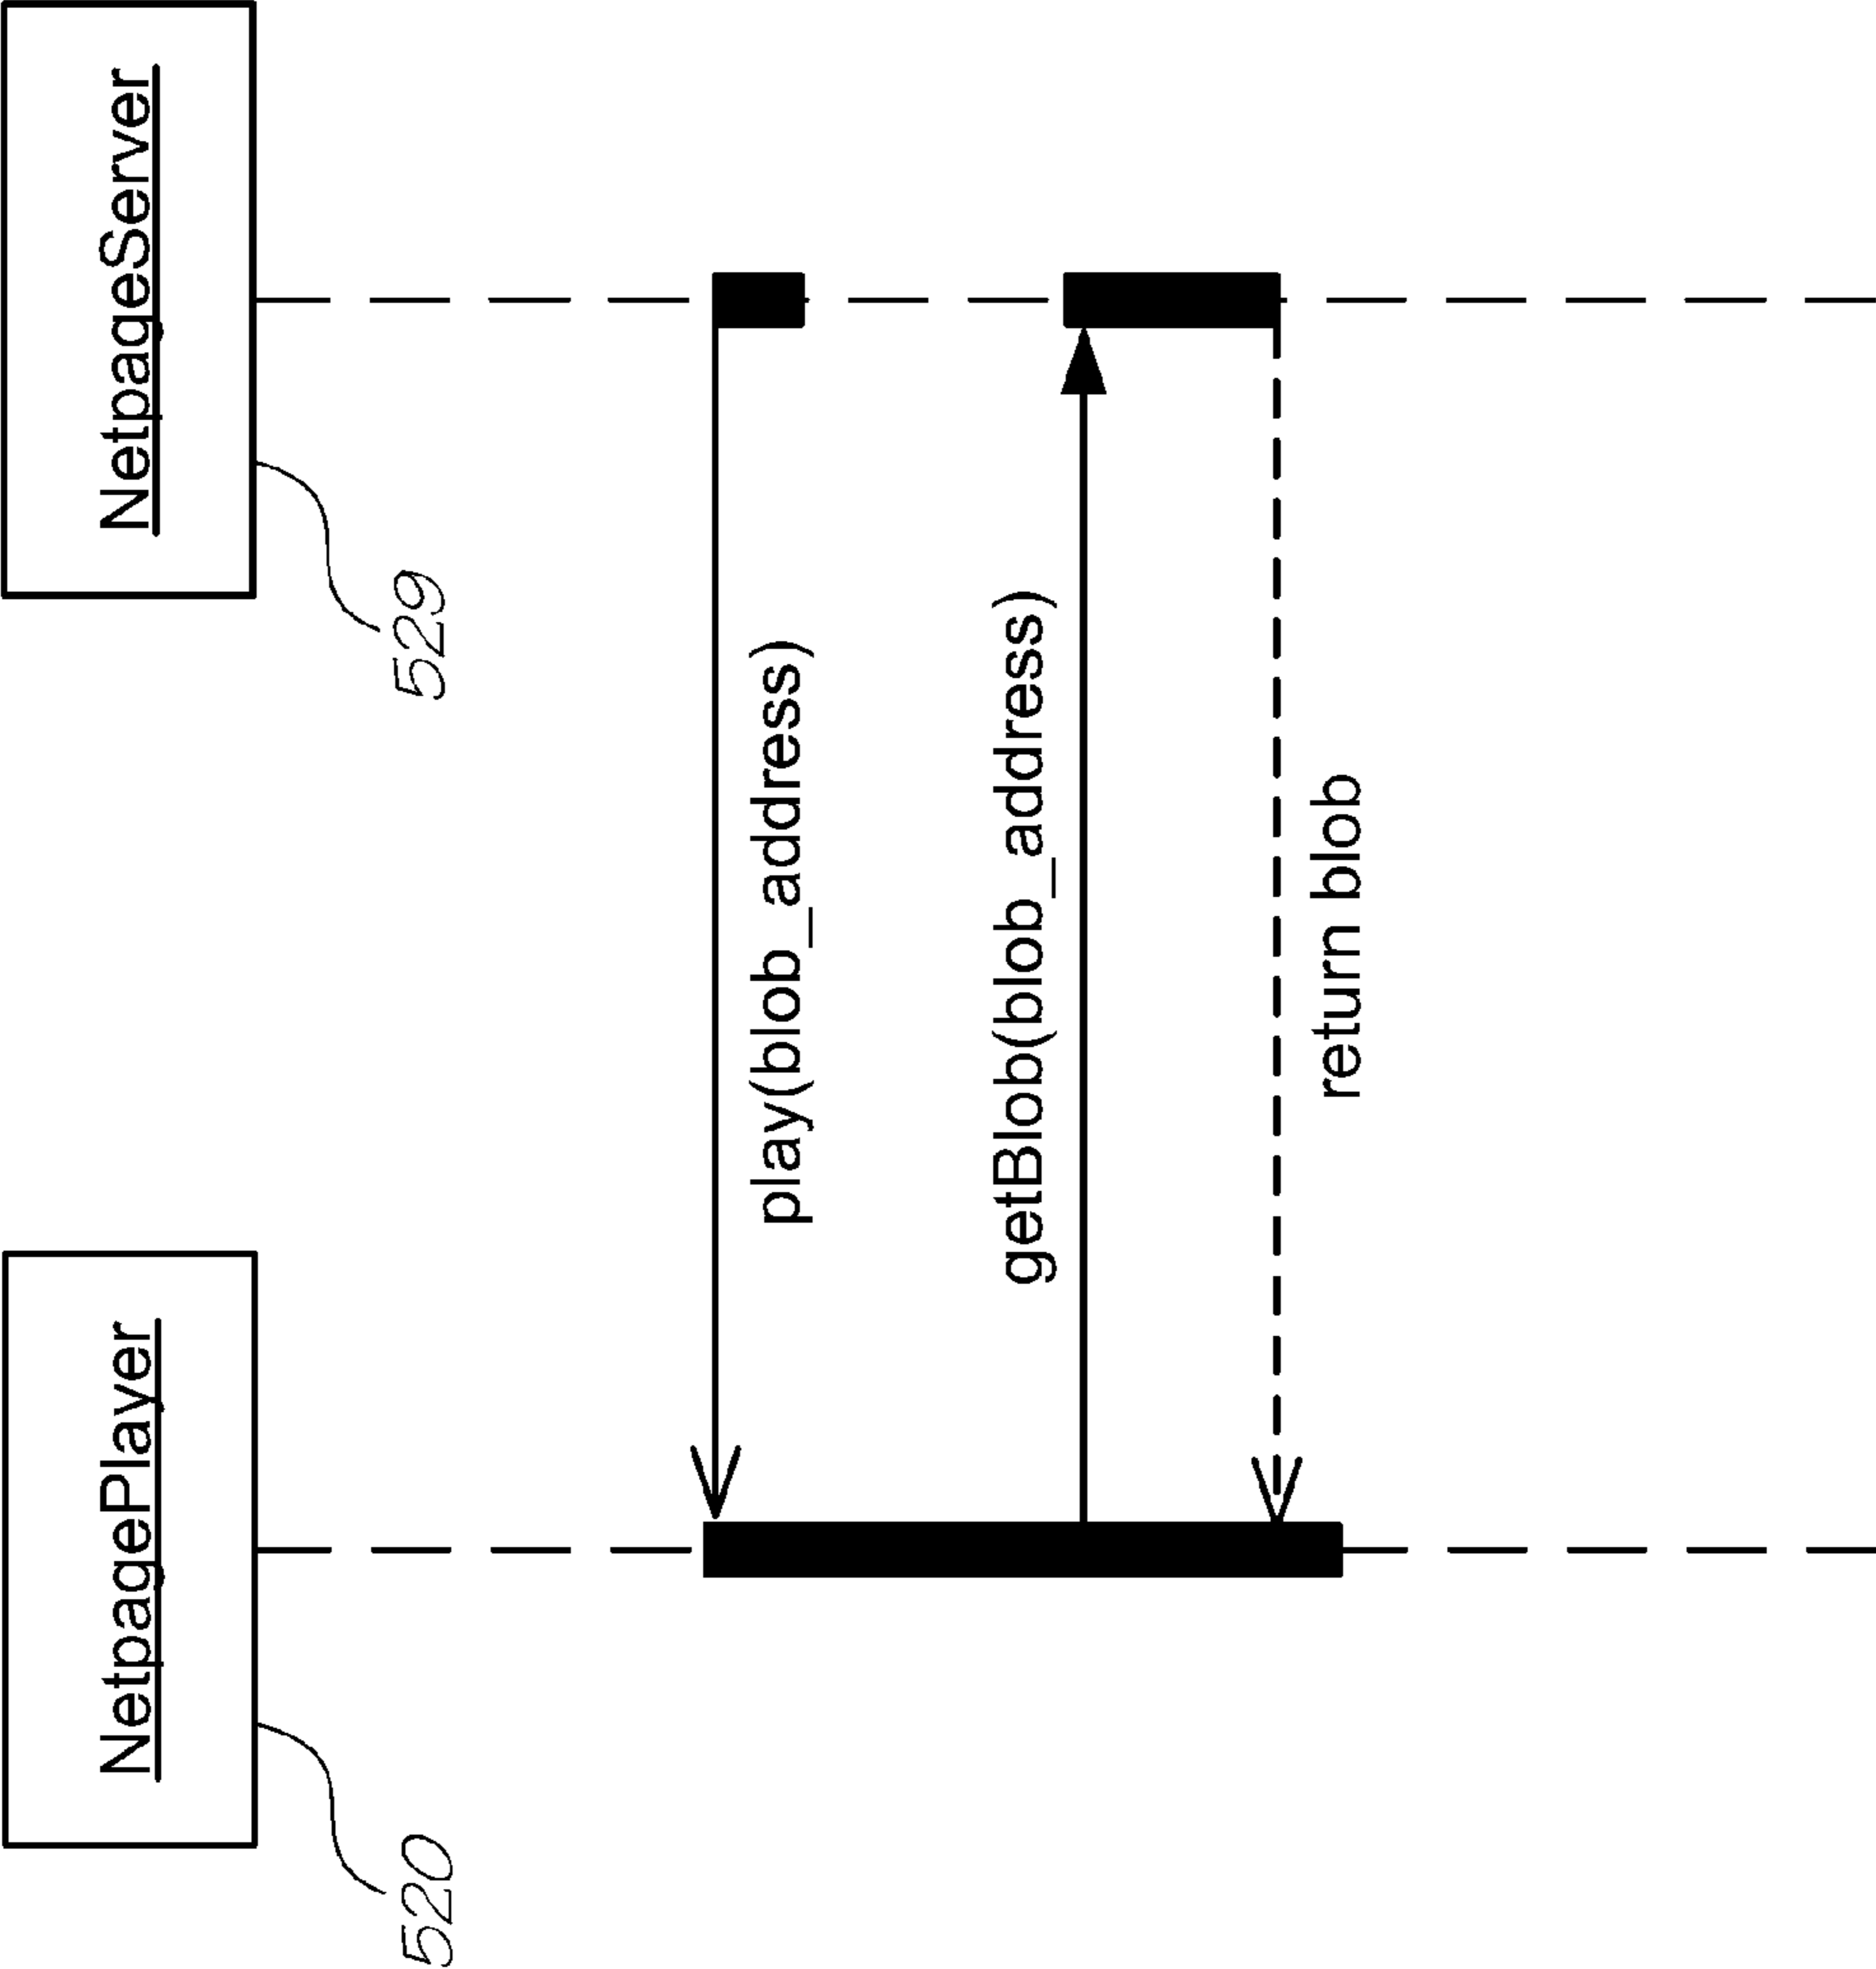 NetpagePlayer
NetpageServer
520
529
play(blob_address)
getBlob(blob_address)
return blob